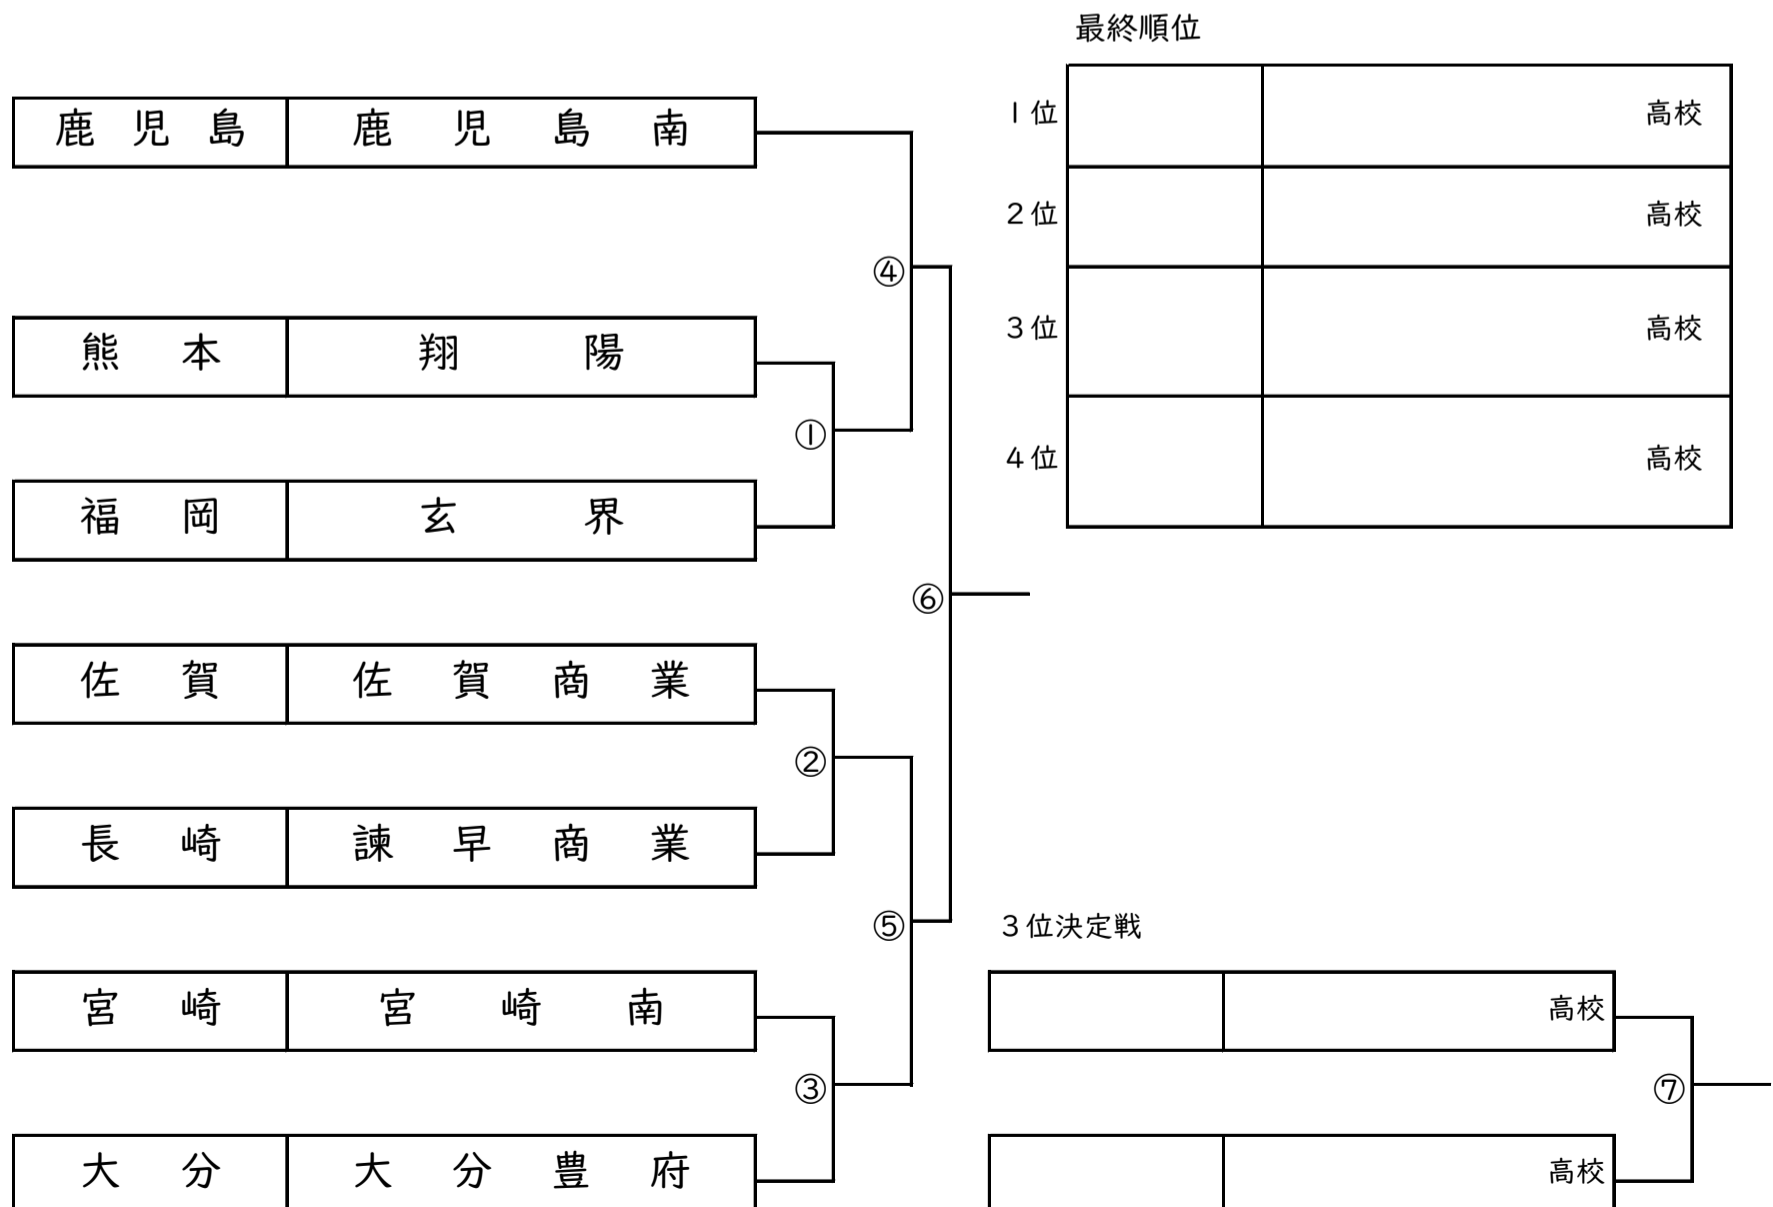 最終順位
1位 高校
2位 高校
3位 高校
4位 高校
鹿児島 鹿児島南
熊本 翔陽
福岡 玄界
佐賀 佐賀商業
長崎 諫早商業
宮崎 宮崎南
大分 大分豊府
④
①
⑥
②
⑤
③
3位決定戦
高校
⑦
高校